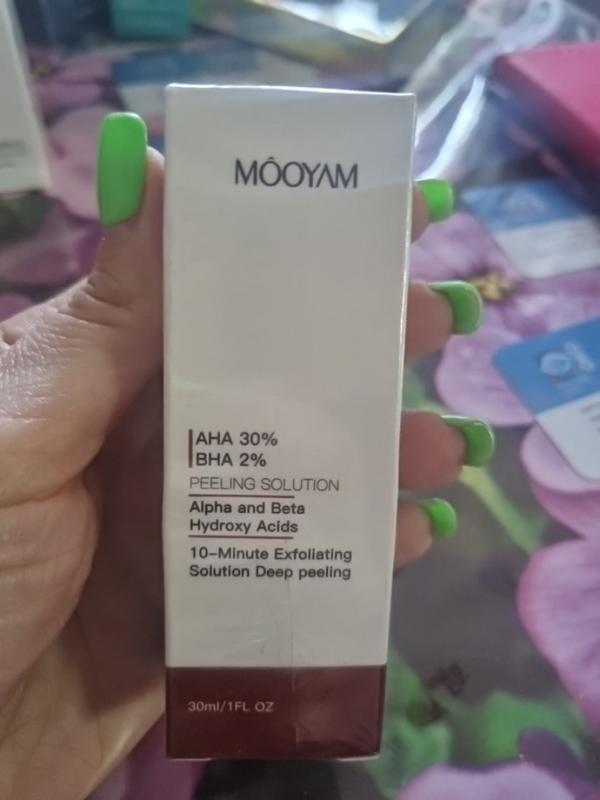 MÔOYAM
AHA 30%
BHA 2%
PEELING SOLUTION
Alpha and Beta
Hydroxy Acids
10-Minute Exfoliating
Solution Deep peeling
30ml/1FL OZ